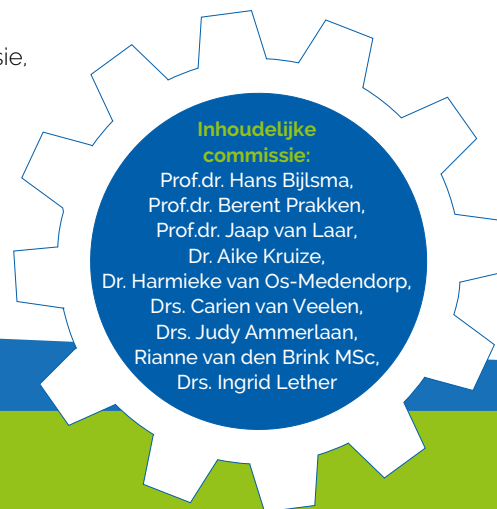 sie,
Inhoudelijke
commissie:
Prof.dr. Hans Bijlsma,
Prof.dr. Berent Prakken,
Prof.dr. Jaap van Laar,
Dr. Aike Kruize,
Dr. Harmieke van Os-Medendorp,
Drs. Carien van Veelen,
Drs. Judy Ammerlaan,
Rianne van den Brink MSc,
Drs. Ingrid Lether